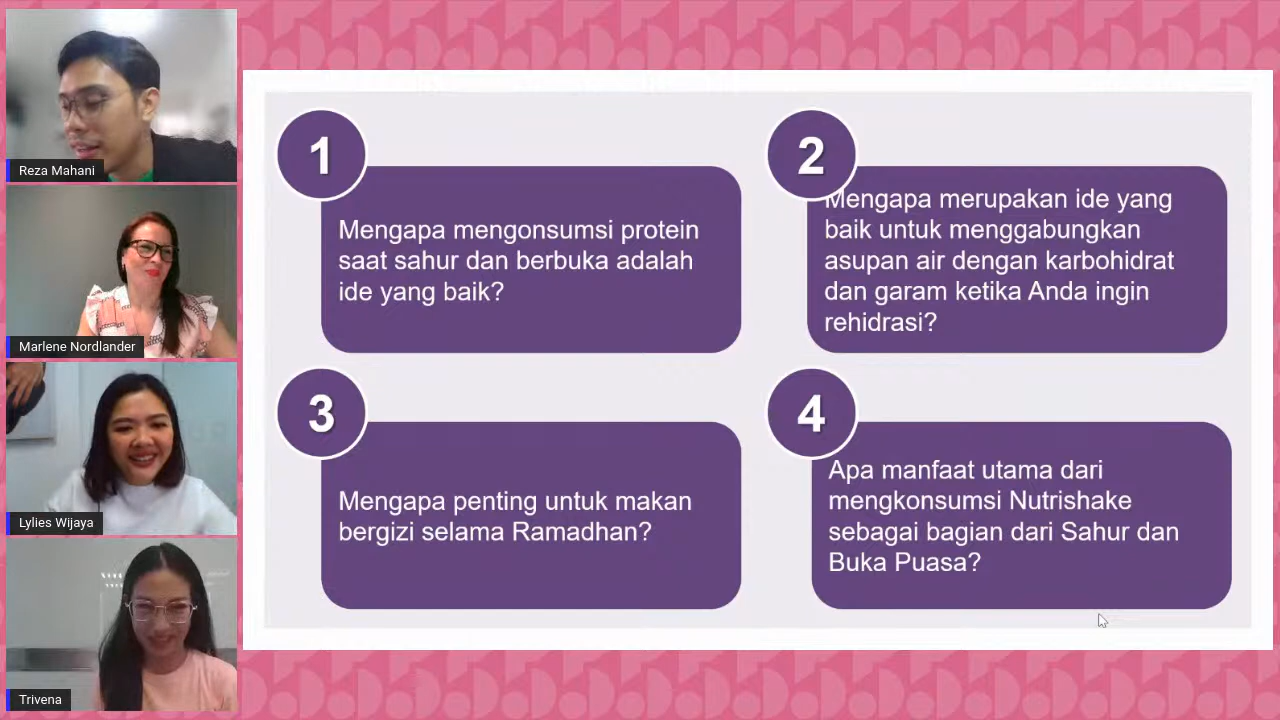 Reza Mahani
Marlene Nordlander
Lylies Wijaya
Trivena
1
Mengapa mengonsumsi protein
saat sahur dan berbuka adalah
ide yang baik?
2
Mengapa merupakan ide yang
baik untuk menggabungkan
asupan air dengan karbohidrat
dan garam ketika Anda ingin
rehidrasi?
3
Mengapa penting untuk makan
bergizi selama Ramadhan?
4
Apa manfaat utama dari
mengkonsumsi Nutrishake
sebagai bagian dari Sahur dan
Buka Puasa?